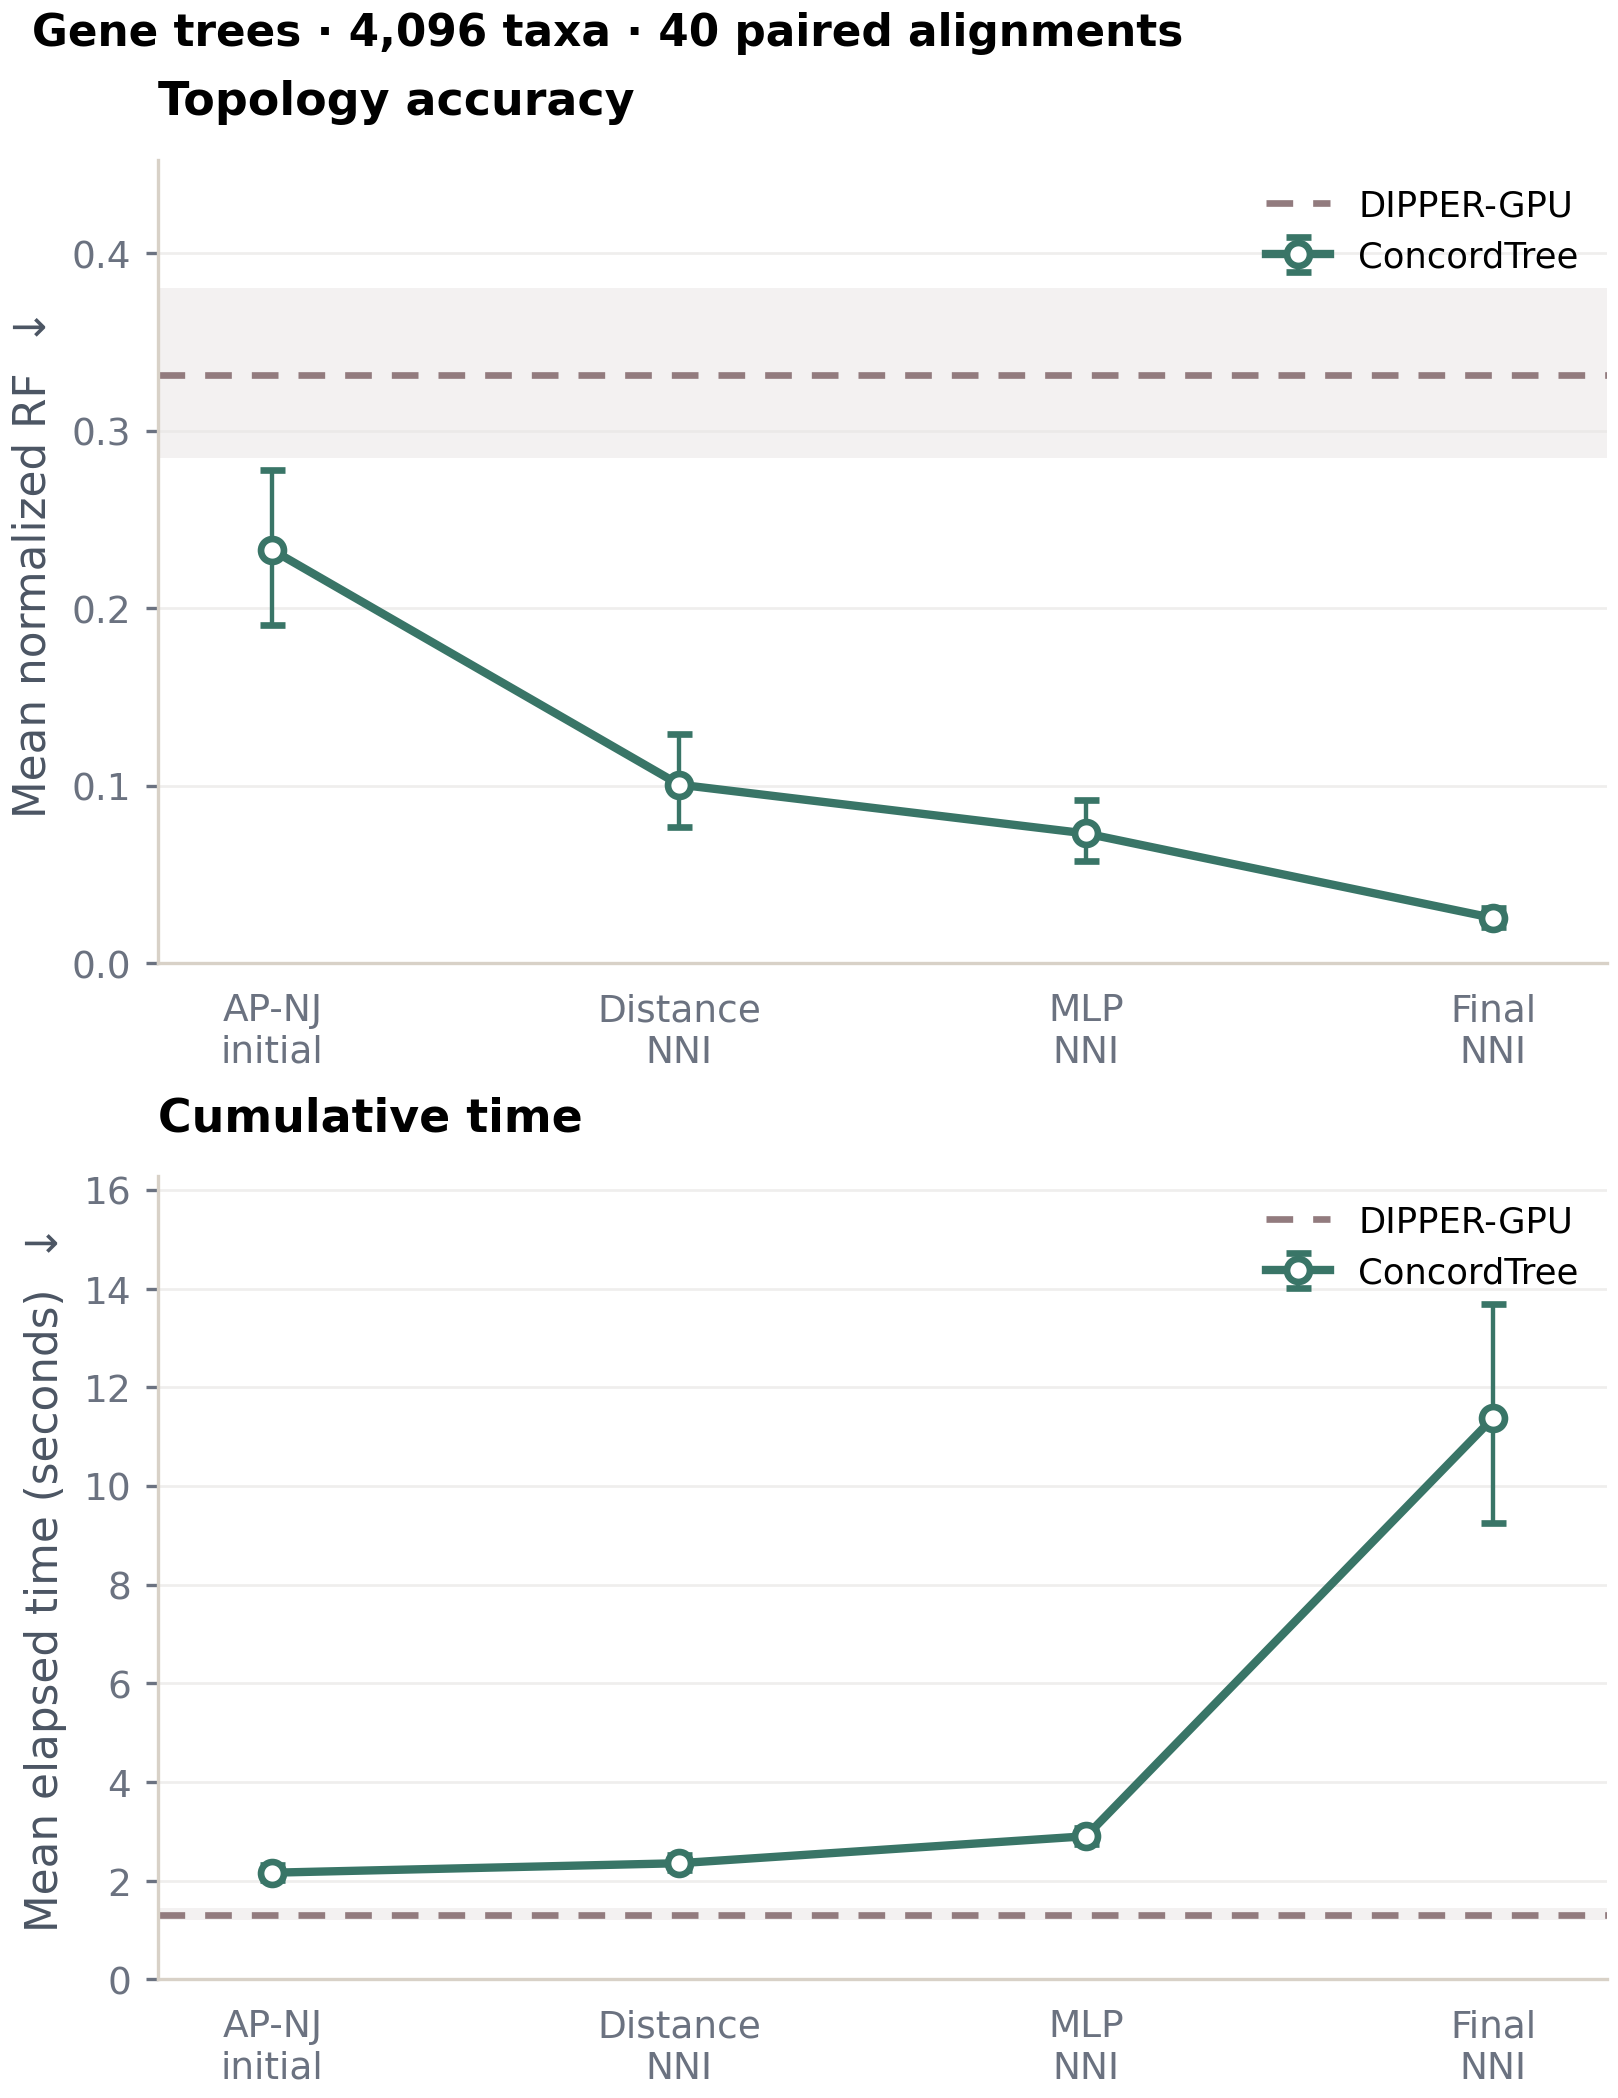 Gene trees · 4,096 taxa · 40 paired alignments
Topology accuracy
DIPPER-GPU
ConcordTree
Mean normalized RF ↓
0.4
0.3
0.2
0.1
0.0
AP-NJ
initial
Distance
NNI
MLP
NNI
Final
NNI
Cumulative time
DIPPER-GPU
ConcordTree
Mean elapsed time (seconds) ↓
16
14
12
10
8
6
4
2
0
AP-NJ
initial
Distance
NNI
MLP
NNI
Final
NNI